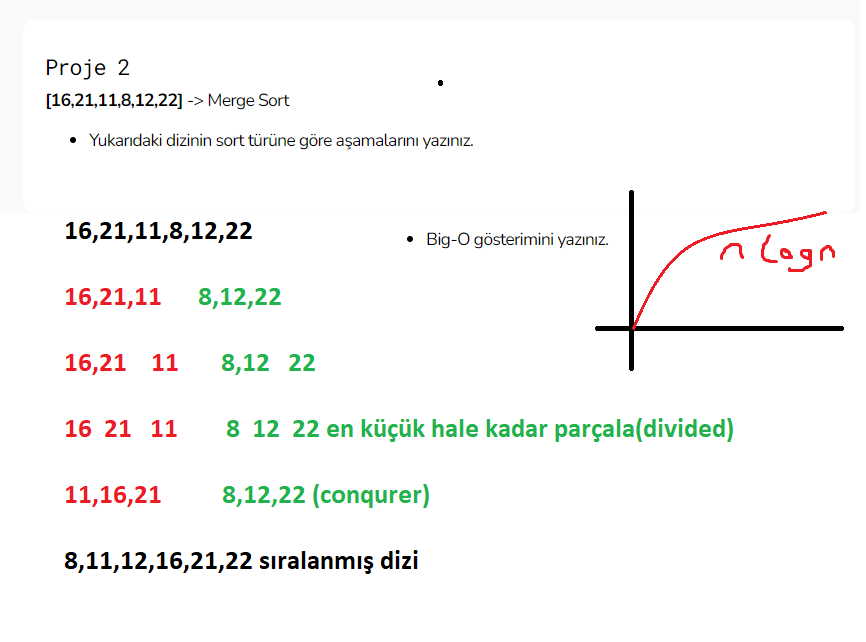 Proje 2
[16,21,11,8,12,22] -> Merge Sort
• Yukarıdaki dizinin sort türüne göre aşamalarını yazınız.
16,21,11,8,12,22
• Big-O gösterimini yazınız.
n logn
16,21,11 8,12,22
16,21 11 8,12 22
16 21 11 8 12 22 en küçük hale kadar parçala(divided)
11,16,21 8,12,22 (conqurer)
8,11,12,16,21,22 sıralanmış dizi